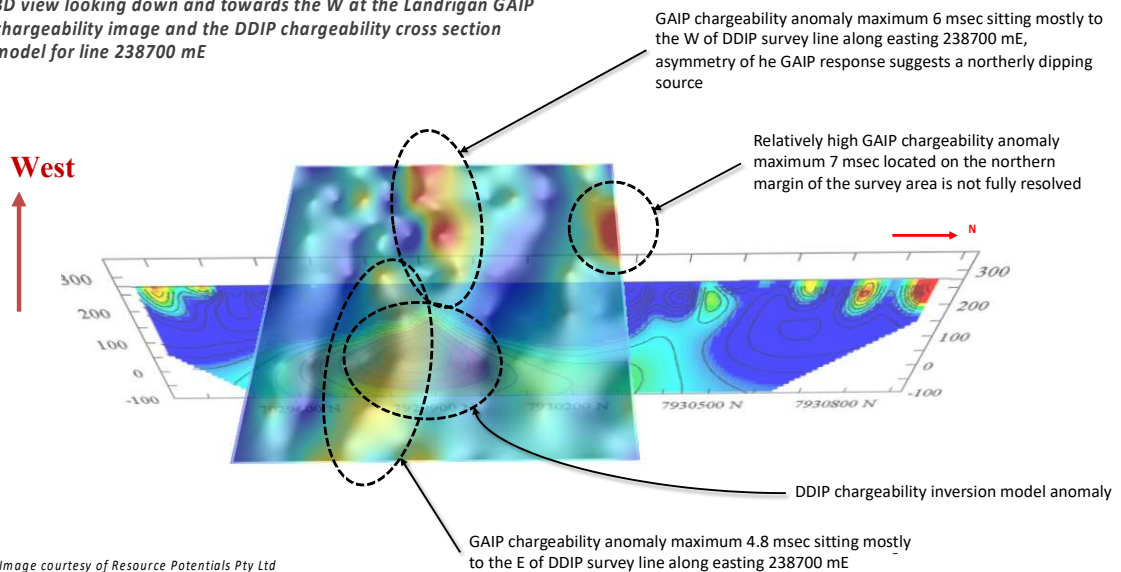 3D view looking down and towards the W at the Landrigan GAIP
chargeability image and the DDIP chargeability cross section
model for line 238700 mE
GAIP chargeability anomaly maximum 6 msec sitting mostly to
the W of DDIP survey line along easting 238700 mE,
asymmetry of he GAIP response suggests a northerly dipping
source
Relatively high GAIP chargeability anomaly
maximum 7 msec located on the northern
margin of the survey area is not fully resolved
West
N
300
200
100
0
-100
300
200
100
0
-100
7930200 N
7930500 N
7930800 N
DDIP chargeability inversion model anomaly
GAIP chargeability anomaly maximum 4.8 msec sitting mostly
to the E of DDIP survey line along easting 238700 mE
Image courtesy of Resource Potentials Pty Ltd